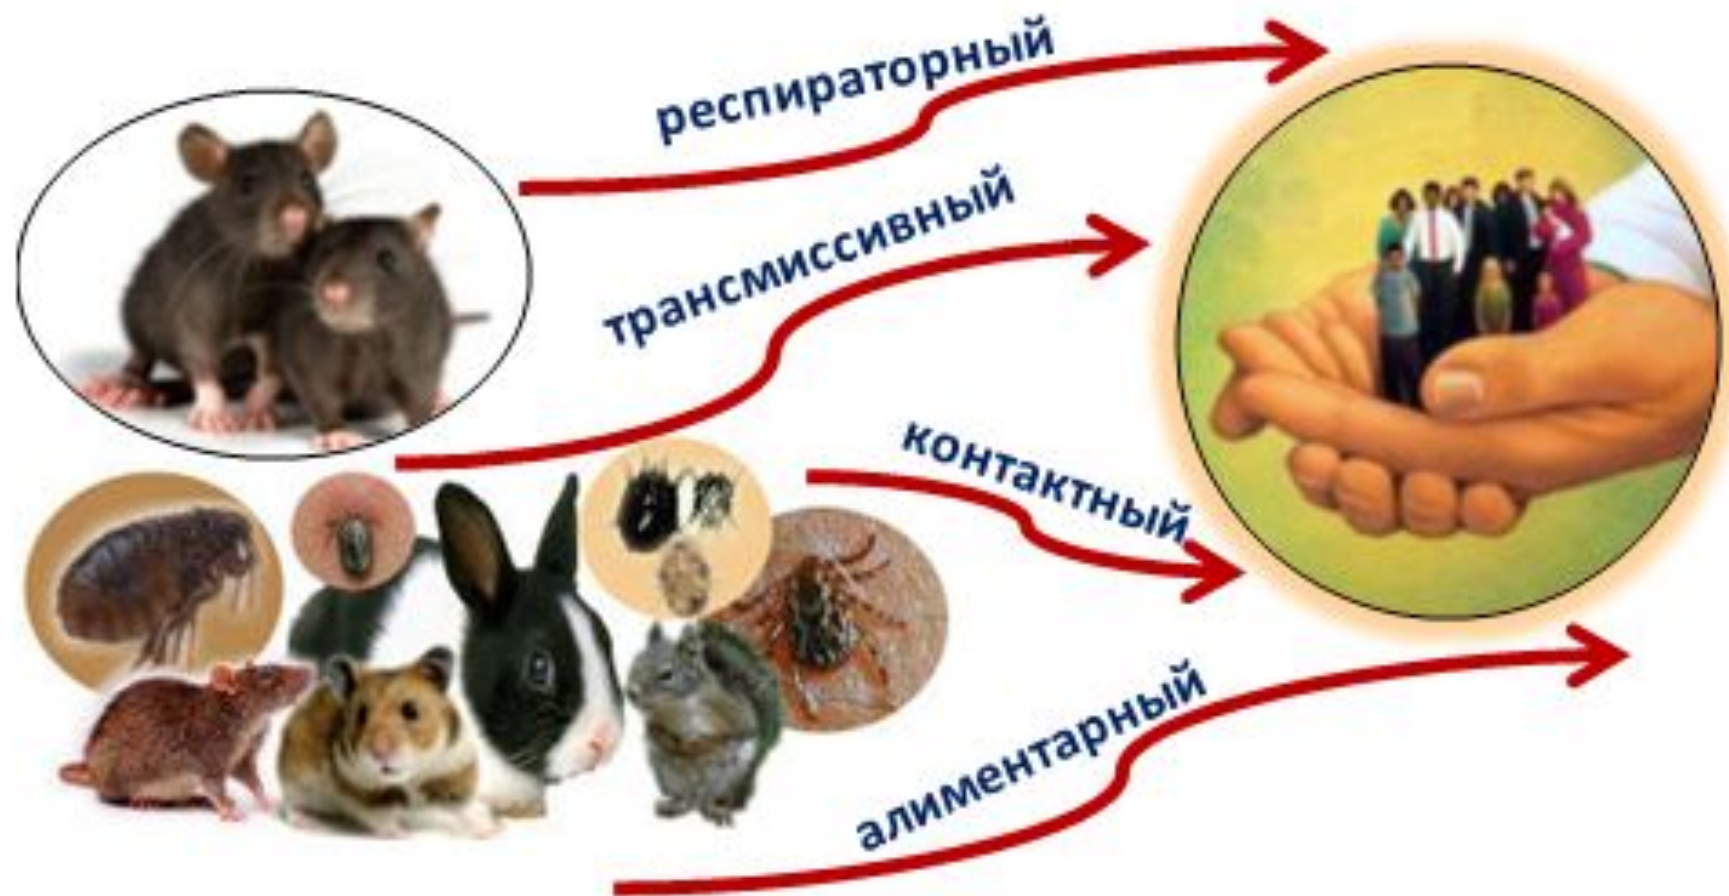 респираторный
трансмиссивный
контактный
алиментарный